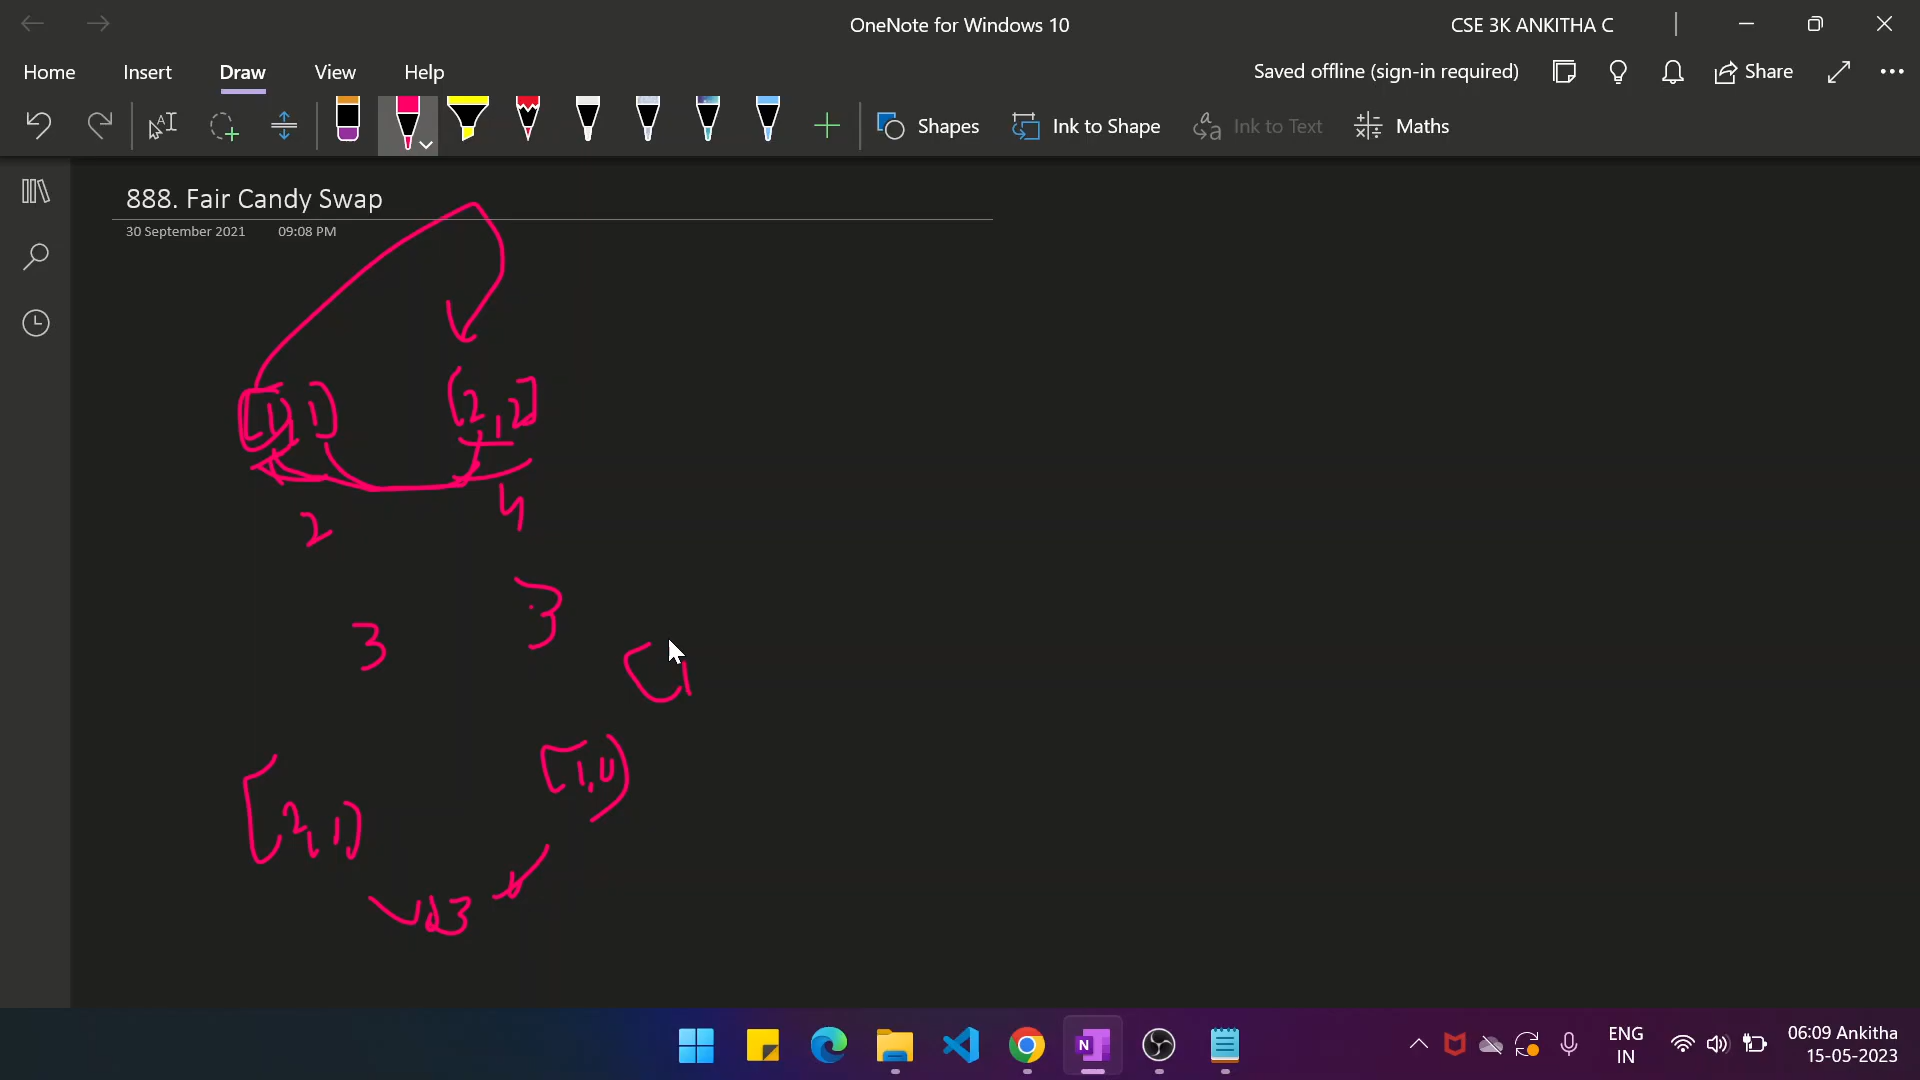 OneNote for Windows 10
CSE 3K ANKITHA C
Home Insert Draw View Help
Saved offline (sign-in required)
Share
Shapes
Ink to Shape
Ink to Text
Maths
888. Fair Candy Swap
30 September 2021 09:08 PM
[1,1] [2,2]
2 4
3 3
[1
[2,1]
3
ENG
IN
06:09 Ankitha
15-05-2023